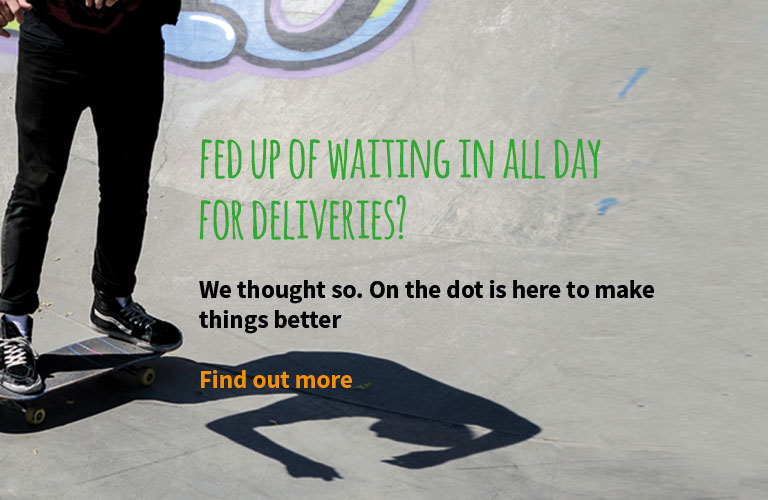 FED UP OF WAITING IN ALL DAY
FOR DELIVERIES?
We thought so. On the dot is here to make
things better
Find out more